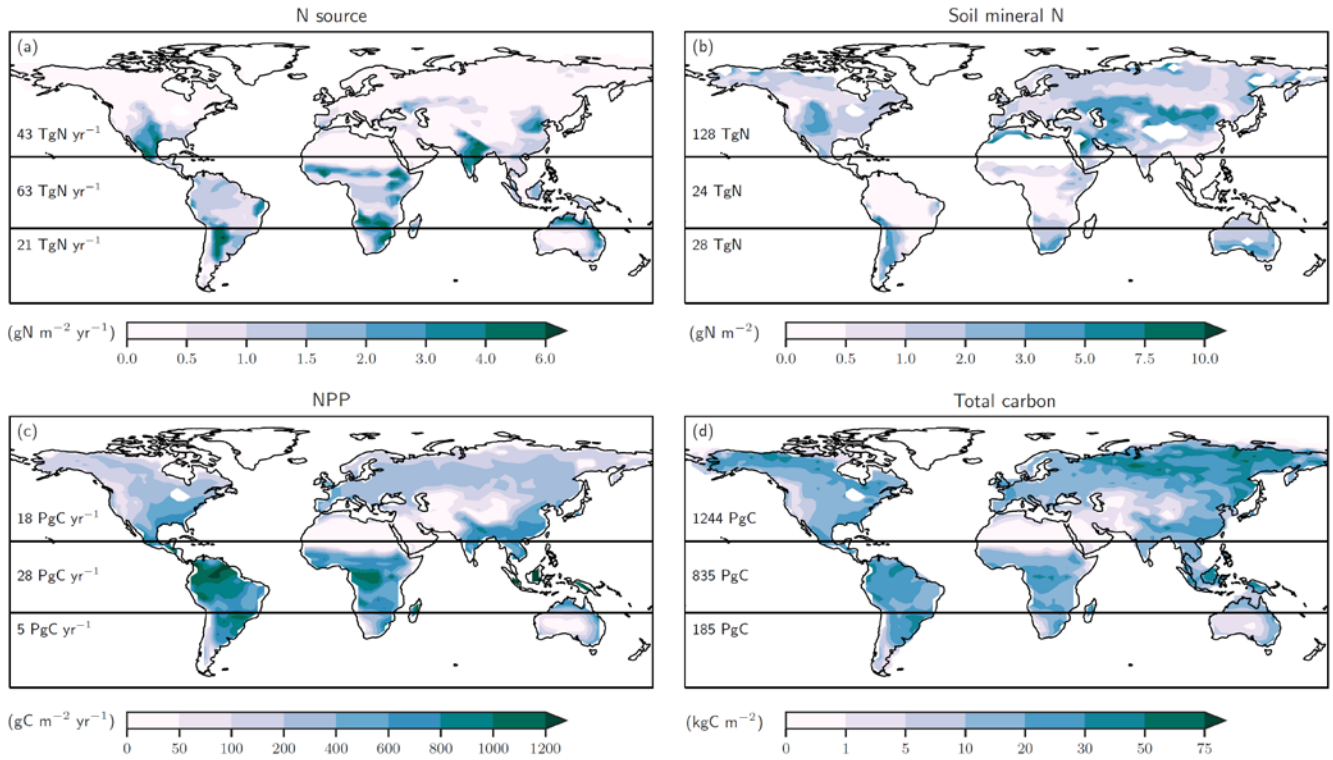 N source
Soil mineral N
(a)
(b)
43 TgN yr⁻¹
128 TgN
63 TgN yr⁻¹
24 TgN
21 TgN yr⁻¹
28 TgN
(gN m⁻² yr⁻¹)
0.0 0.5 1.0 1.5 2.0 3.0 4.0 6.0
(gN m⁻²)
0.0 0.5 1.0 2.0 3.0 5.0 7.5 10.0
NPP
Total carbon
(c)
(d)
18 PgC yr⁻¹
1244 PgC
28 PgC yr⁻¹
835 PgC
5 PgC yr⁻¹
185 PgC
(gC m⁻² yr⁻¹)
0 50 100 200 400 600 800 1000 1200
(kgC m⁻²)
0 1 5 10 20 30 50 75